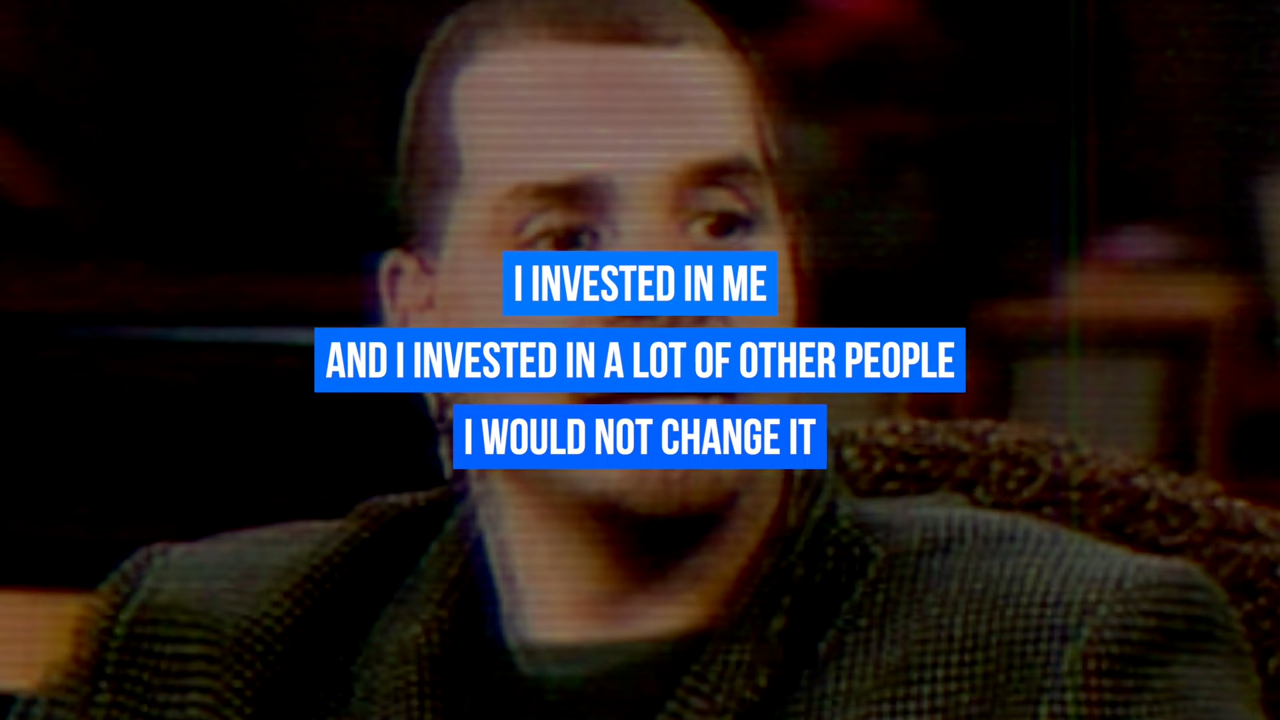 I INVESTED IN ME
AND I INVESTED IN A LOT OF OTHER PEOPLE
I WOULD NOT CHANGE IT